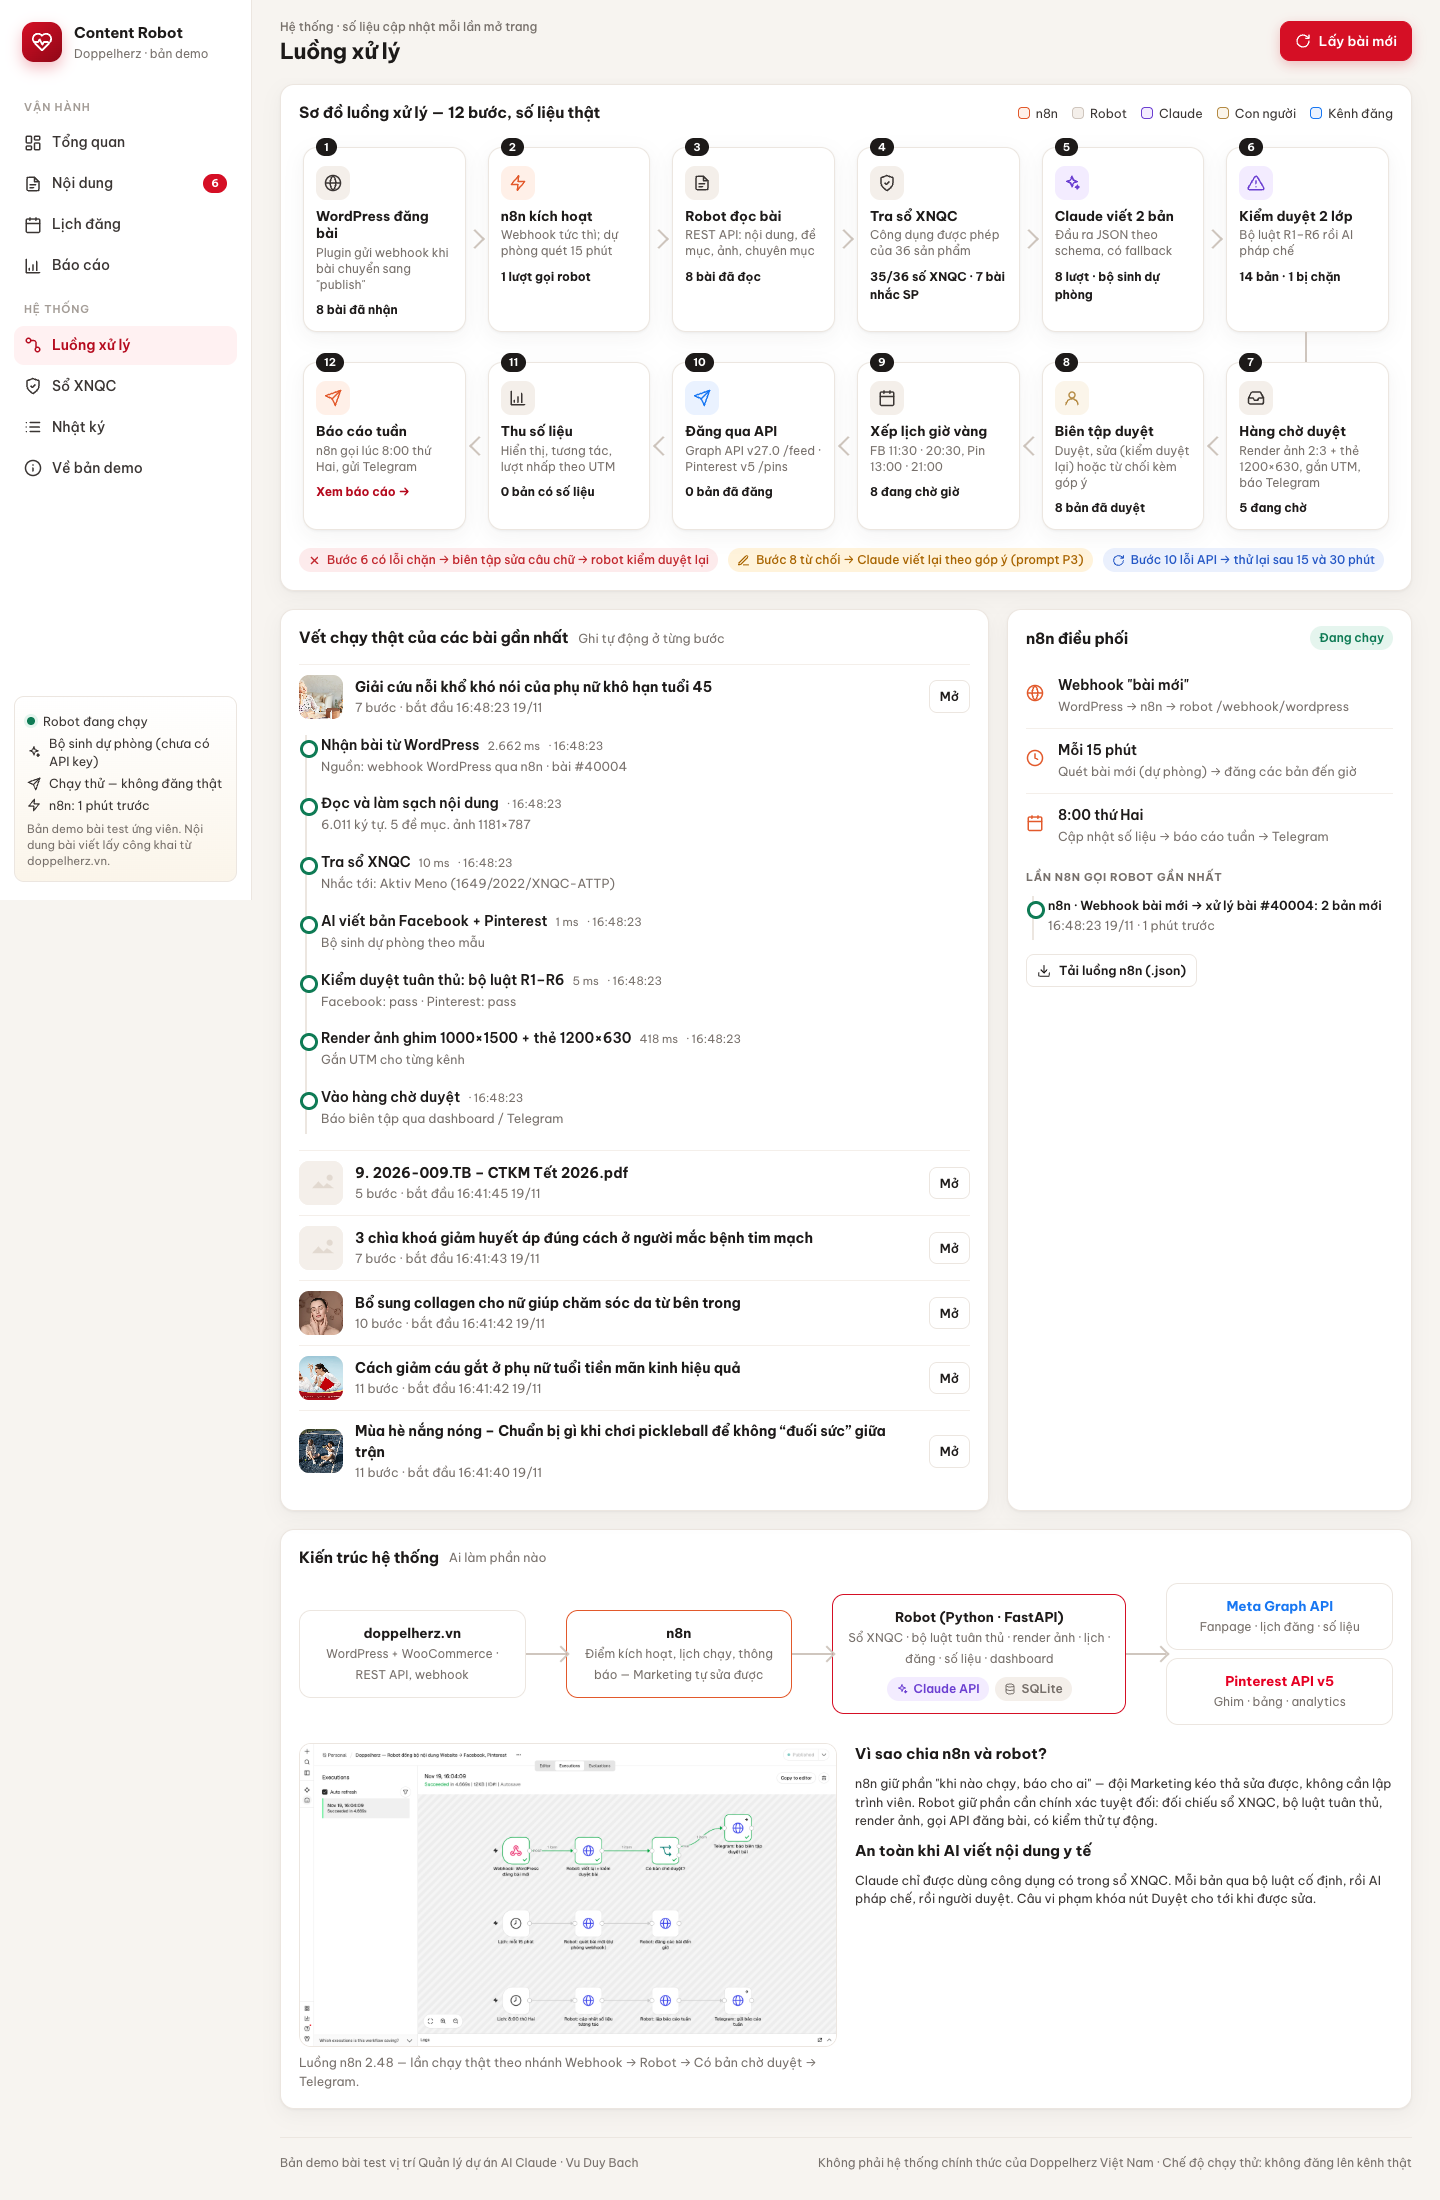 Content Robot
Doppelherz · bản demo
VẬN HÀNH
Tổng quan
Nội dung
6
Lịch đăng
Báo cáo
HỆ THỐNG
Luồng xử lý
Sổ XNQC
Nhật ký
Về bản demo
Robot đang chạy
Bộ sinh dự phòng (chưa có
API key)
Chạy thử — không đăng thật
n8n: 1 phút trước
Bản demo bài test ứng viên. Nội
dung bài viết lấy công khai từ
doppelherz.vn.
Hệ thống · số liệu cập nhật mỗi lần mở trang
Luồng xử lý
Lấy bài mới
Sơ đồ luồng xử lý — 12 bước, số liệu thật
n8n
Robot
Claude
Con người
Kênh đăng
1
WordPress đăng
bài
Plugin gửi webhook khi
bài chuyển sang
"publish"
8 bài đã nhận
2
n8n kích hoạt
Webhook tức thì; dự
phòng quét 15 phút
1 lượt gọi robot
3
Robot đọc bài
REST API: nội dung, đề
mục, ảnh, chuyên mục
8 bài đã đọc
4
Tra sổ XNQC
Công dụng được phép
của 36 sản phẩm
35/36 số XNQC · 7 bài
nhắc SP
5
Claude viết 2 bản
Đầu ra JSON theo
schema, có fallback
8 lượt · bộ sinh dự
phòng
6
Kiểm duyệt 2 lớp
Bộ luật R1–R6 rồi AI
pháp chế
14 bản · 1 bị chặn
12
Báo cáo tuần
n8n gọi lúc 8:00 thứ
Hai, gửi Telegram
Xem báo cáo →
11
Thu số liệu
Hiển thị, tương tác,
lượt nhấp theo UTM
0 bản có số liệu
10
Đăng qua API
Graph API v27.0 /feed ·
Pinterest v5 /pins
0 bản đã đăng
9
Xếp lịch giờ vàng
FB 11:30 · 20:30, Pin
13:00 · 21:00
8 đang chờ giờ
8
Biên tập duyệt
Duyệt, sửa (kiểm duyệt
lại) hoặc từ chối kèm
góp ý
8 bản đã duyệt
7
Hàng chờ duyệt
Render ảnh 2:3 + thẻ
1200×630, gắn UTM,
báo Telegram
5 đang chờ
Bước 6 có lỗi chặn → biên tập sửa câu chữ → robot kiểm duyệt lại
Bước 8 từ chối → Claude viết lại theo góp ý (prompt P3)
Bước 10 lỗi API → thử lại sau 15 và 30 phút
Vết chạy thật của các bài gần nhất Ghi tự động ở từng bước
Giải cứu nỗi khổ khó nói của phụ nữ khô hạn tuổi 45
7 bước · bắt đầu 16:48:23 19/11
Mở
Nhận bài từ WordPress 2.662 ms · 16:48:23
Nguồn: webhook WordPress qua n8n · bài #40004
Đọc và làm sạch nội dung · 16:48:23
6.011 ký tự. 5 đề mục. ảnh 1181×787
Tra sổ XNQC 10 ms · 16:48:23
Nhắc tới: Aktiv Meno (1649/2022/XNQC-ATTP)
AI viết bản Facebook + Pinterest 1 ms · 16:48:23
Bộ sinh dự phòng theo mẫu
Kiểm duyệt tuân thủ: bộ luật R1–R6 5 ms · 16:48:23
Facebook: pass · Pinterest: pass
Render ảnh ghim 1000×1500 + thẻ 1200×630 418 ms · 16:48:23
Gắn UTM cho từng kênh
Vào hàng chờ duyệt · 16:48:23
Báo biên tập qua dashboard / Telegram
9. 2026-009.TB – CTKM Tết 2026.pdf
5 bước · bắt đầu 16:41:45 19/11
Mở
3 chìa khoá giảm huyết áp đúng cách ở người mắc bệnh tim mạch
7 bước · bắt đầu 16:41:43 19/11
Mở
Bổ sung collagen cho nữ giúp chăm sóc da từ bên trong
10 bước · bắt đầu 16:41:42 19/11
Mở
Cách giảm cáu gắt ở phụ nữ tuổi tiền mãn kinh hiệu quả
11 bước · bắt đầu 16:41:42 19/11
Mở
Mùa hè nắng nóng – Chuẩn bị gì khi chơi pickleball để không “đuối sức” giữa
trận
11 bước · bắt đầu 16:41:40 19/11
Mở
n8n điều phối
Đang chạy
Webhook "bài mới"
WordPress → n8n → robot /webhook/wordpress
Mỗi 15 phút
Quét bài mới (dự phòng) → đăng các bản đến giờ
8:00 thứ Hai
Cập nhật số liệu → báo cáo tuần → Telegram
LẦN N8N GỌI ROBOT GẦN NHẤT
n8n · Webhook bài mới → xử lý bài #40004: 2 bản mới
16:48:23 19/11 · 1 phút trước
Tải luồng n8n (.json)
Kiến trúc hệ thống Ai làm phần nào
doppelherz.vn
WordPress + WooCommerce ·
REST API, webhook
n8n
Điểm kích hoạt, lịch chạy, thông
báo — Marketing tự sửa được
Robot (Python · FastAPI)
Sổ XNQC · bộ luật tuân thủ · render ảnh · lịch ·
đăng · số liệu · dashboard
Claude API
SQLite
Meta Graph API
Fanpage · lịch đăng · số liệu
Pinterest API v5
Ghim · bảng · analytics
Personal
Doppelherz — Robot đồng bộ nội dung Website → Facebook, Pinterest
Published
Editor
Executions
Evaluations
Executions
Auto refresh
Nov 19, 16:04:09
Nov 19, 16:04:09
Copy to editor
Lịch: mỗi 15 phút
Lịch: 8:00 thứ Hai
Logs
Luồng n8n 2.48 — lần chạy thật theo nhánh Webhook → Robot → Có bản chờ duyệt →
Telegram.
Vì sao chia n8n và robot?
n8n giữ phần "khi nào chạy, báo cho ai" — đội Marketing kéo thả sửa được, không cần lập
trình viên. Robot giữ phần cần chính xác tuyệt đối: đối chiếu sổ XNQC, bộ luật tuân thủ,
render ảnh, gọi API đăng bài, có kiểm thử tự động.
An toàn khi AI viết nội dung y tế
Claude chỉ được dùng công dụng có trong sổ XNQC. Mỗi bản qua bộ luật cố định, rồi AI
pháp chế, rồi người duyệt. Câu vi phạm khóa nút Duyệt cho tới khi được sửa.
Bản demo bài test vị trí Quản lý dự án AI Claude · Vu Duy Bach
Không phải hệ thống chính thức của Doppelherz Việt Nam · Chế độ chạy thử: không đăng lên kênh thật